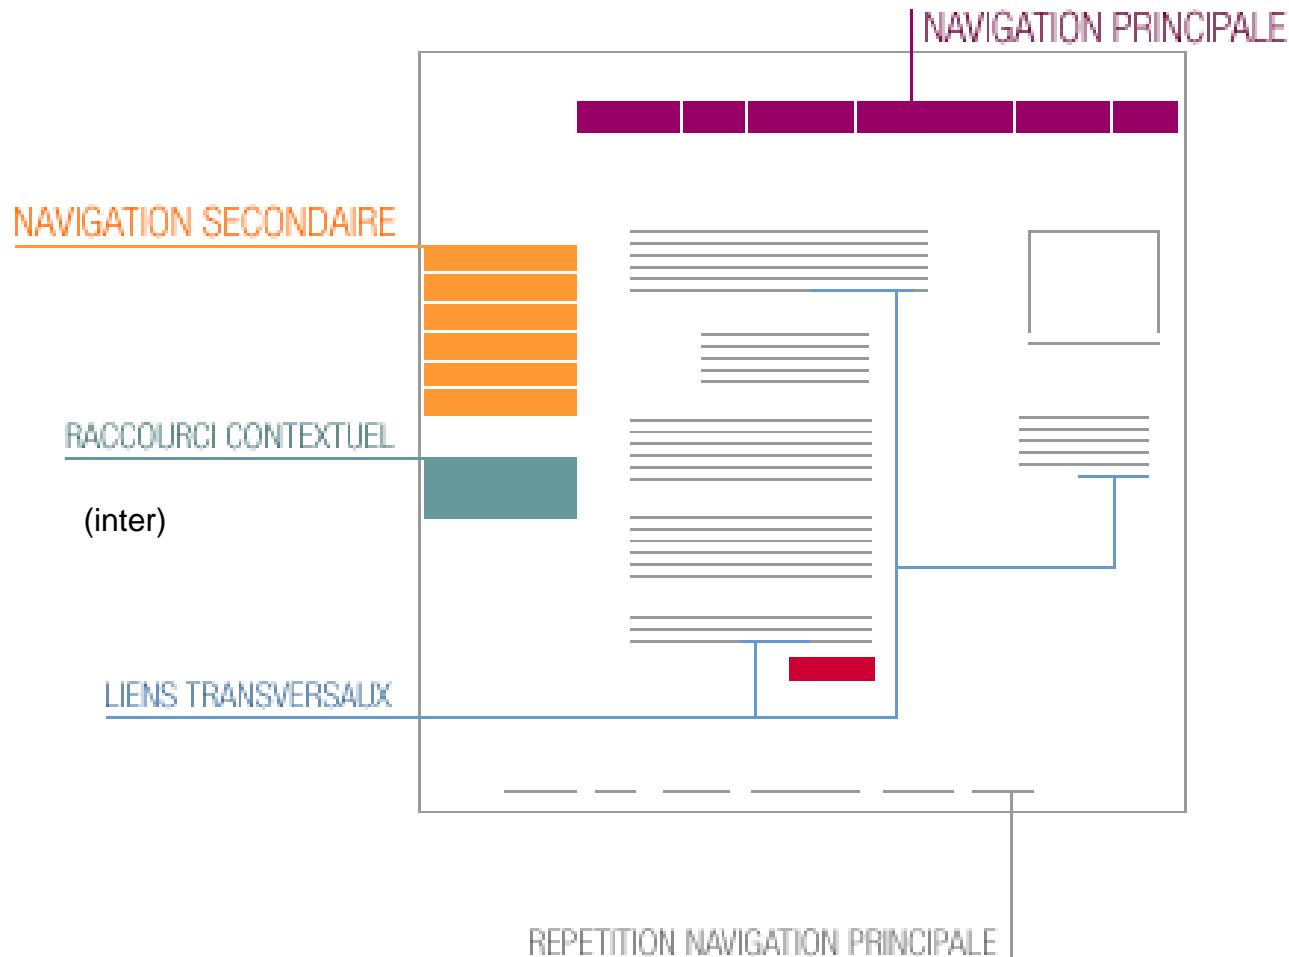 NAVIGATION PRINCIPALE
NAVIGATION SECONDAIRE
RACCOURCI CONTEXTUEL
(inter)
LIENS TRANSVERSAUX
REPETITION NAVIGATION PRINCIPALE